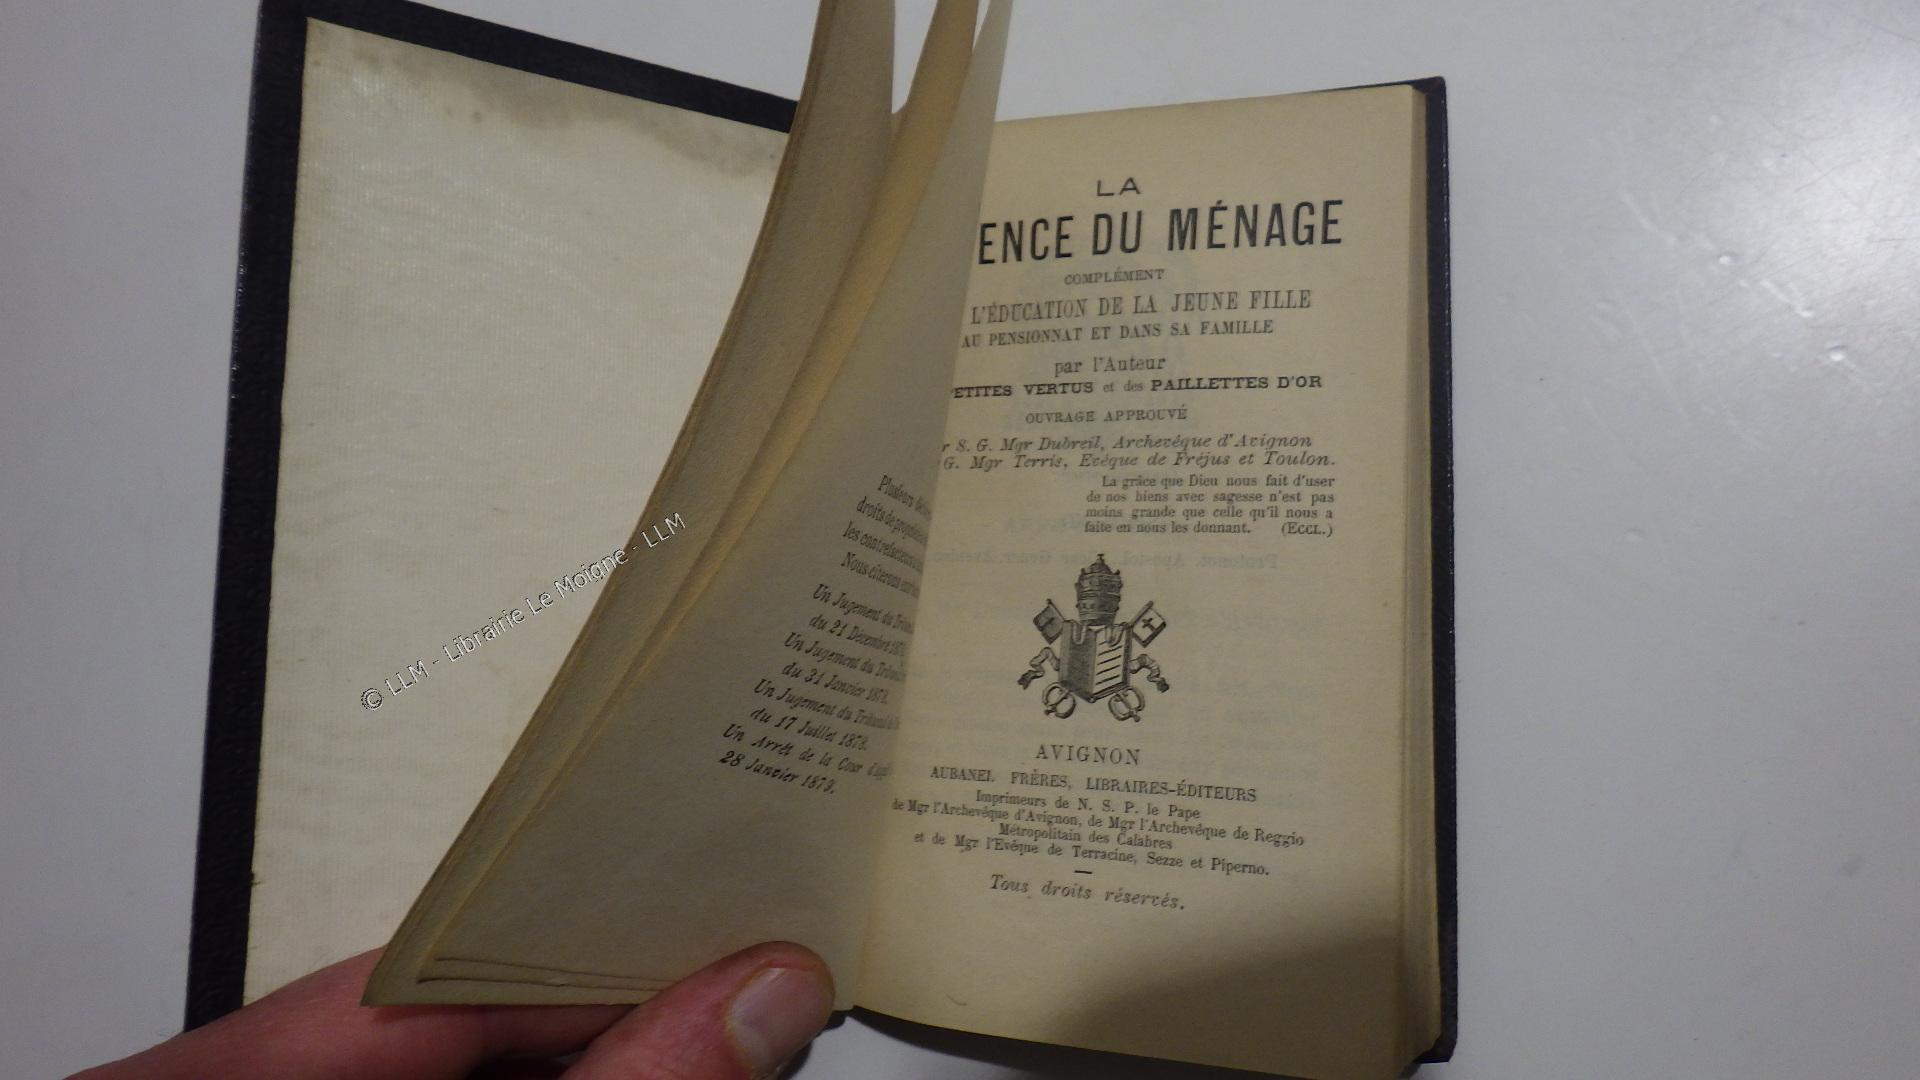 Plusieurs
droits de propriété
les contrefacteurs
Nous citerons
Un Jugement du
du 21 Décembre
Un Jugement du
du 31 Janvier 1878.
Un Jugement du
du 17 Juillet 1878.
Un Arrêt de la Cour
28 Janvier 1879.
LA
ENCE DU MÉNAGE
COMPLÉMENT
L'ÉDUCATION DE LA JEUNE FILLE
AU PENSIONNAT ET DANS SA FAMILLE
par l'Auteur
PETITES VERTUS et des PAILLETTES D'OR
OUVRAGE APPROUVÉ
r S. G. Mgr Dubreil, Archevêque d'Avignon
G. Mgr Terris, Evêque de Fréjus et Toulon.
La grâce que Dieu nous fait d'user
de nos biens avec sagesse n'est pas
moins grande que celle qu'il nous a
faite en nous les donnant. (ECCL.)
AVIGNON
AUBANEL FRÈRES, LIBRAIRES-ÉDITEURS
Imprimeurs de N. S. P. le Pape
de Mgr l'Archevêque d'Avignon, de Mgr l'Archevêque de Reggio
Métropolitain des Calabres
et de Mgr l'Evêque de Terracine, Sezze et Piperno.
Tous droits réservés.
© LLM - Librairie Le Moigne - LLM